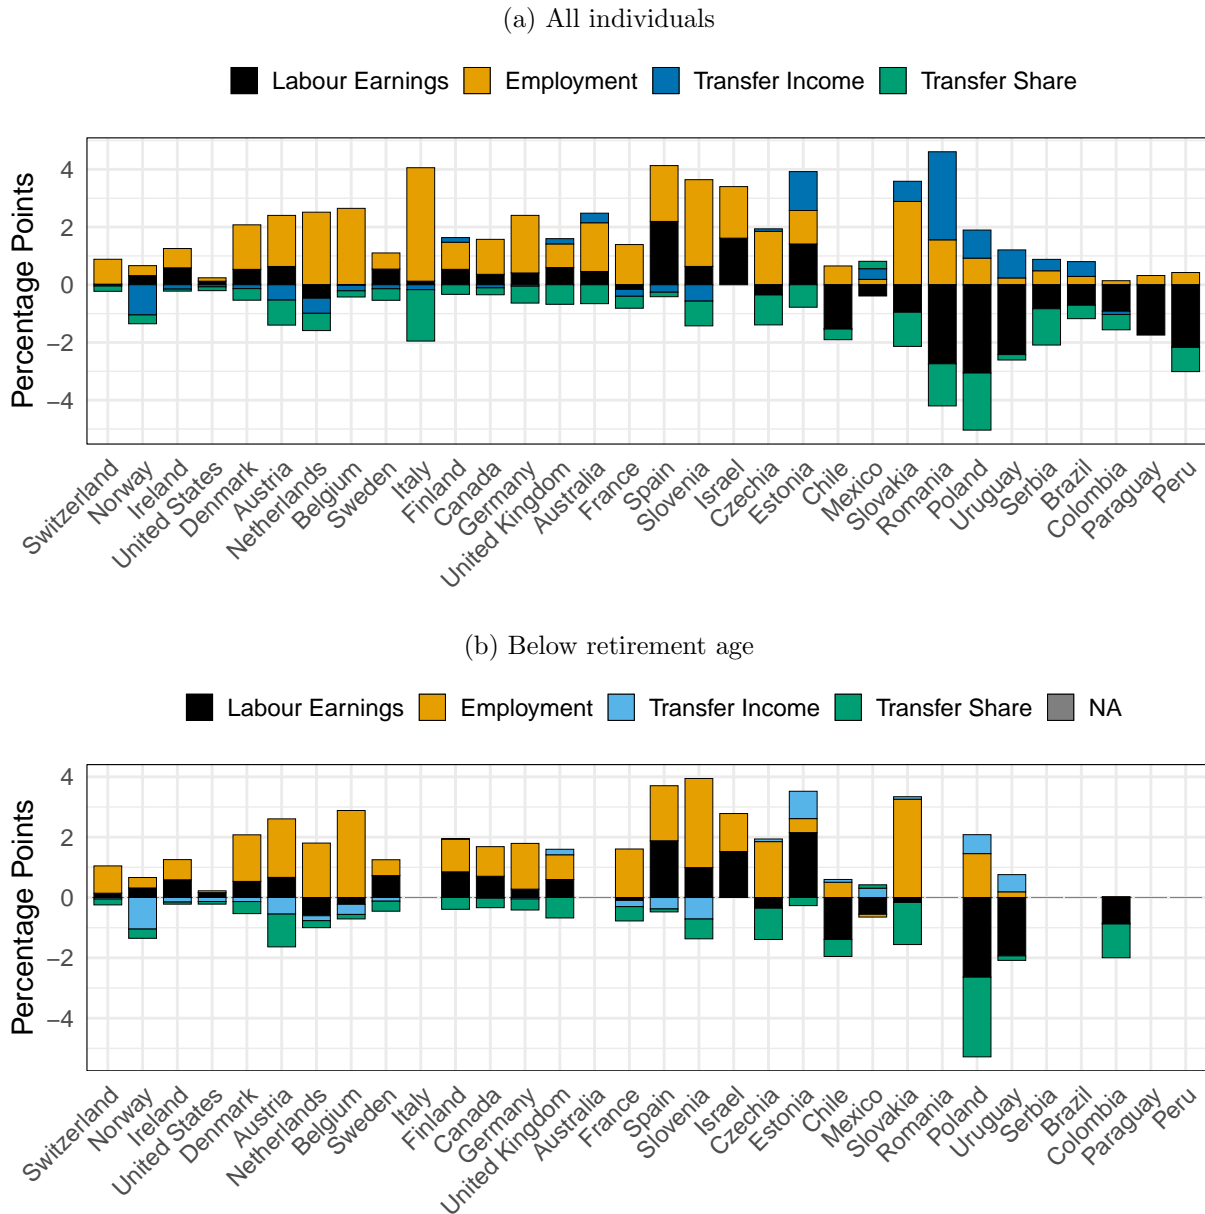 (a) All individuals
Labour Earnings Employment Transfer Income Transfer Share
Percentage Points
4
2
0
−2
−4
Switzerland
Norway
Ireland
United States
Denmark
Austria
Netherlands
Belgium
Sweden
Italy
Finland
Canada
Germany
United Kingdom
Australia
France
Spain
Slovenia
Israel
Czechia
Estonia
Chile
Mexico
Slovakia
Romania
Poland
Uruguay
Serbia
Brazil
Colombia
Paraguay
Peru
(b) Below retirement age
Labour Earnings Employment Transfer Income Transfer Share NA
Percentage Points
4
2
0
−2
−4
Switzerland
Norway
Ireland
United States
Denmark
Austria
Netherlands
Belgium
Sweden
Italy
Finland
Canada
Germany
United Kingdom
Australia
France
Spain
Slovenia
Israel
Czechia
Estonia
Chile
Mexico
Slovakia
Romania
Poland
Uruguay
Serbia
Brazil
Colombia
Paraguay
Peru